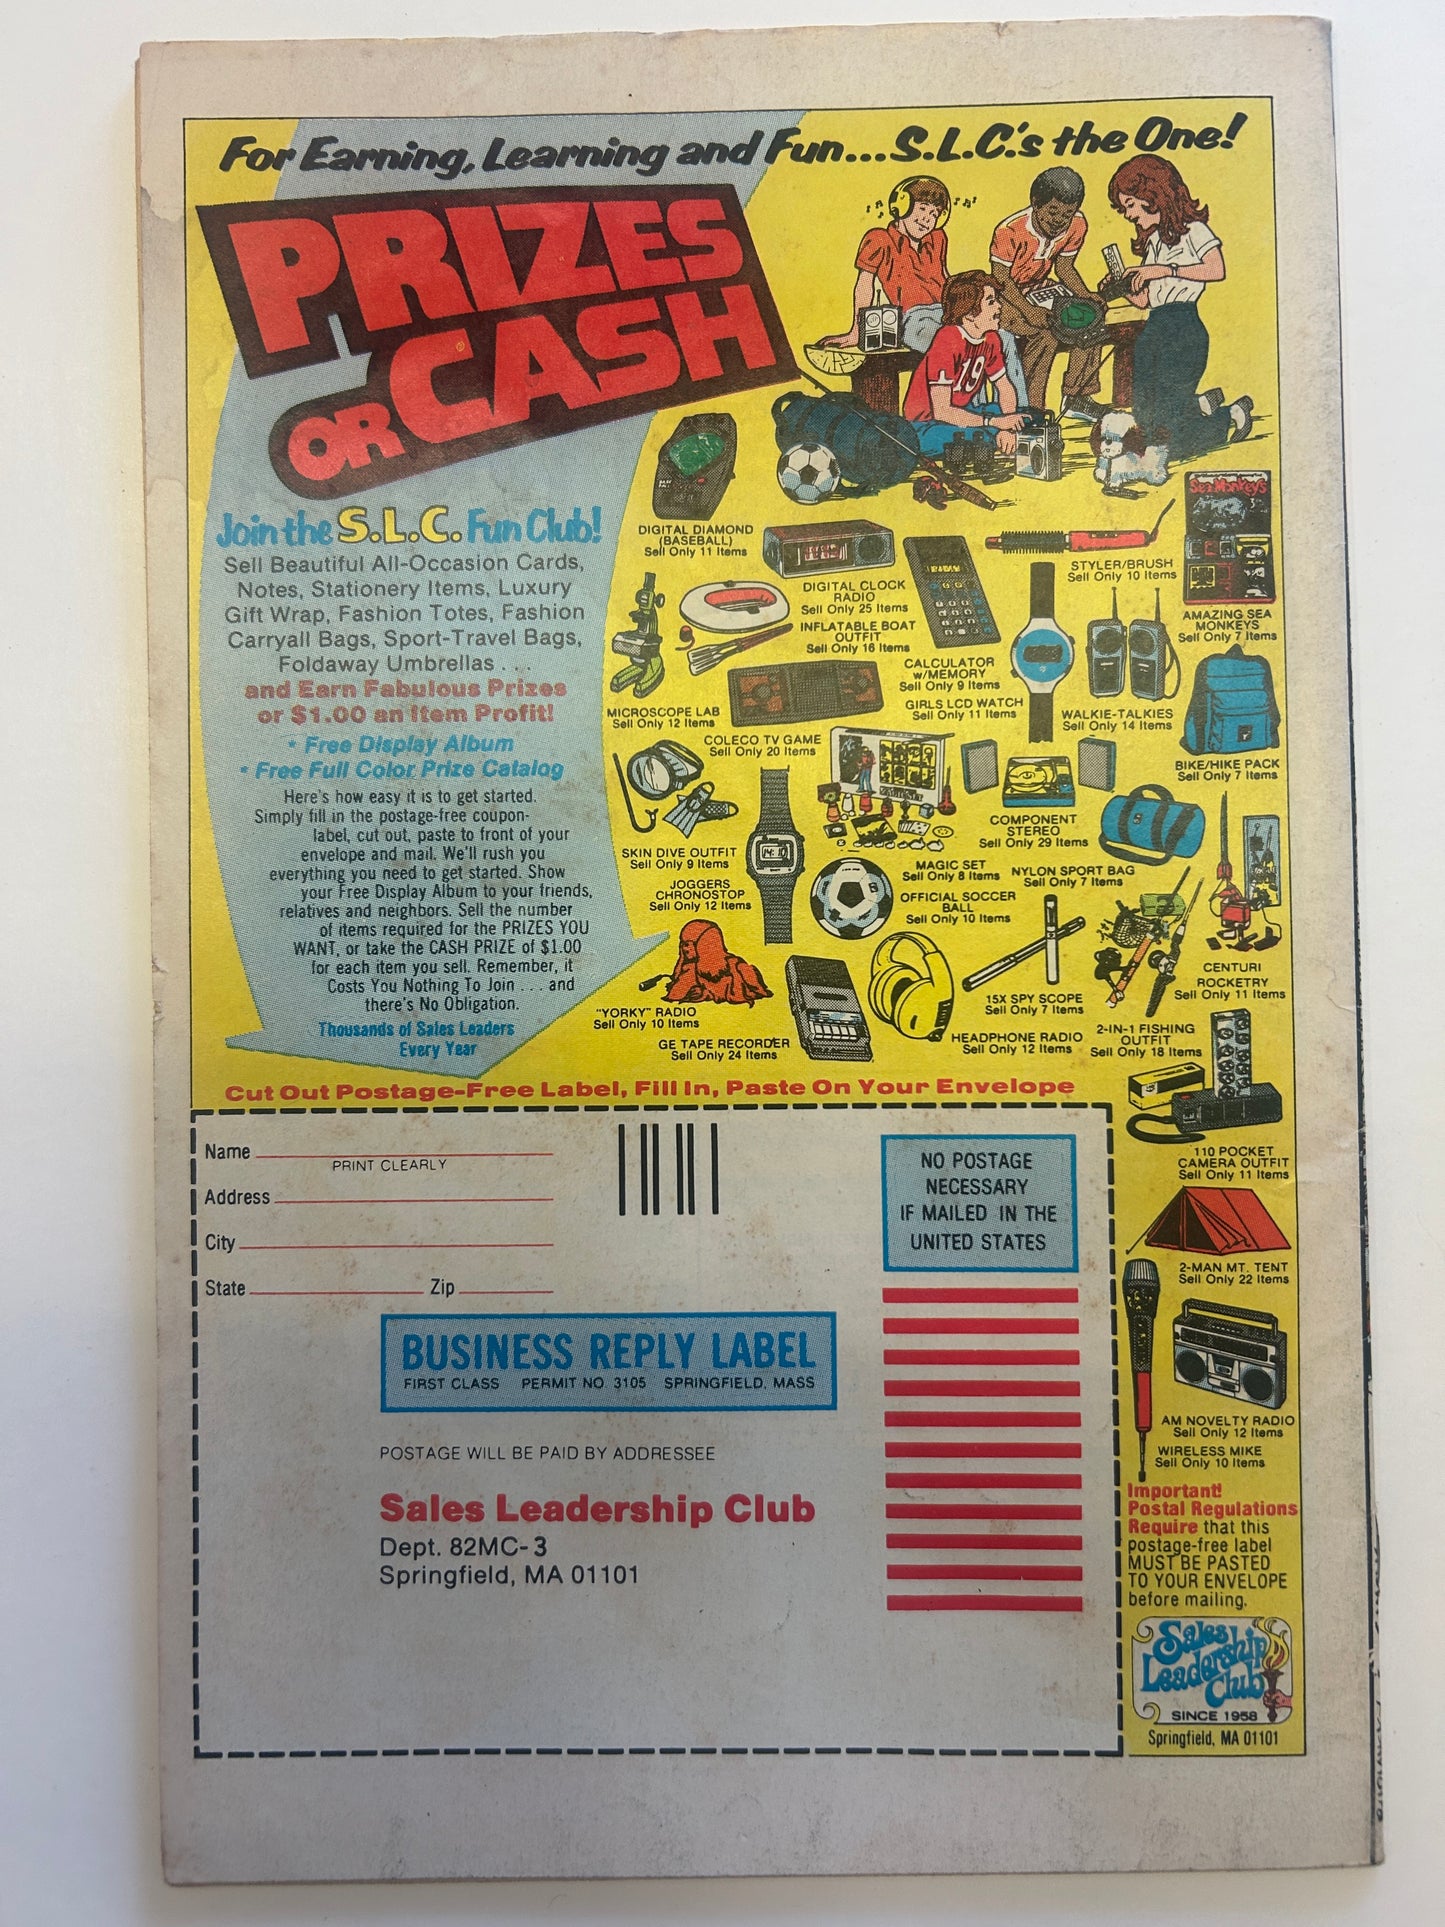 For Earning, Learning and Fun...S.L.C.'s the One!
PRIZES
OR CASH
Join the S.L.C. Fun Club!
Sell Beautiful All-Occasion Cards,
Notes, Stationery Items, Luxury
Gift Wrap, Fashion Totes, Fashion
Carryall Bags, Sport-Travel Bags,
Foldaway Umbrellas . . .
and Earn Fabulous Prizes
or $1.00 an Item Profit!
* Free Display Album
* Free Full Color Prize Catalog
Here's how easy it is to get started.
Simply fill in the postage-free coupon-
label, cut out, paste to front of your
envelope and mail. We'll rush you
everything you need to get started. Show
your Free Display Album to your friends,
relatives and neighbors. Sell the number
of items required for the PRIZES YOU
WANT, or take the CASH PRIZE of $1.00
for each item you sell. Remember, it
Costs You Nothing To Join . . . and
there's No Obligation.
Thousands of Sales Leaders
Every Year
19
DIGITAL DIAMOND
(BASEBALL)
Sell Only 11 Items
DIGITAL CLOCK
RADIO
Sell Only 25 Items
STYLER/BRUSH
Sell Only 10 Items
Sea-Monkeys
AMAZING SEA
MONKEYS
Sell Only 7 Items
INFLATABLE BOAT
OUTFIT
Sell Only 16 Items
CALCULATOR
w/MEMORY
Sell Only 9 Items
MICROSCOPE LAB
Sell Only 12 Items
GIRLS LCD WATCH
Sell Only 11 Items
WALKIE-TALKIES
Sell Only 14 Items
COLECO TV GAME
Sell Only 20 Items
BIKE/HIKE PACK
Sell Only 7 Items
COMPONENT
STEREO
Sell Only 29 Items
SKIN DIVE OUTFIT
Sell Only 9 Items
MAGIC SET
Sell Only 8 Items
NYLON SPORT BAG
Sell Only 7 Items
JOGGERS
CHRONOSTOP
Sell Only 12 Items
OFFICIAL SOCCER
BALL
Sell Only 10 Items
CENTURI
ROCKETRY
Sell Only 11 Items
"YORKY" RADIO
Sell Only 10 Items
15X SPY SCOPE
Sell Only 7 Items
GE TAPE RECORDER
Sell Only 24 Items
HEADPHONE RADIO
Sell Only 12 Items
2-IN-1 FISHING
OUTFIT
Sell Only 18 Items
Cut Out Postage-Free Label, Fill In, Paste On Your Envelope
110 POCKET
CAMERA OUTFIT
Sell Only 11 Items
2-MAN MT. TENT
Sell Only 22 Items
AM NOVELTY RADIO
Sell Only 12 Items
WIRELESS MIKE
Sell Only 10 Items
Important!
Postal Regulations
Require that this
postage-free label
MUST BE PASTED
TO YOUR ENVELOPE
before mailing.
Sales
Leadership
Club
SINCE 1958
Springfield, MA 01101
Name
PRINT CLEARLY
Address
City
State Zip
NO POSTAGE
NECESSARY
IF MAILED IN THE
UNITED STATES
BUSINESS REPLY LABEL
FIRST CLASS PERMIT NO. 3105 SPRINGFIELD, MASS
POSTAGE WILL BE PAID BY ADDRESSEE
Sales Leadership Club
Dept. 82MC-3
Springfield, MA 01101